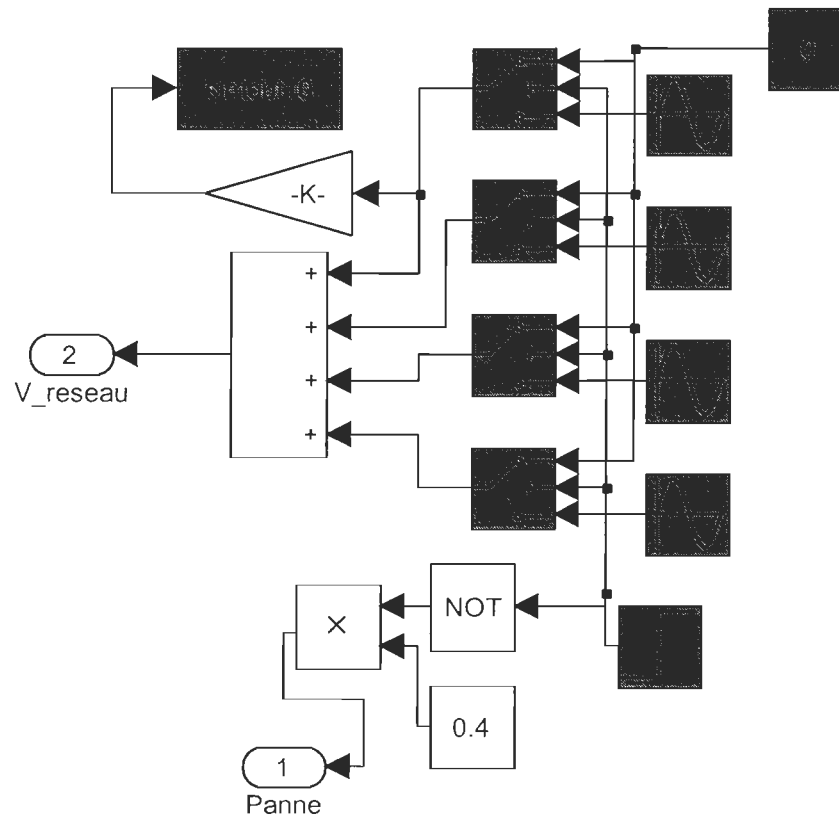 -K-
+
+
+
+
2
V_reseau
NOT
×
0.4
1
Panne